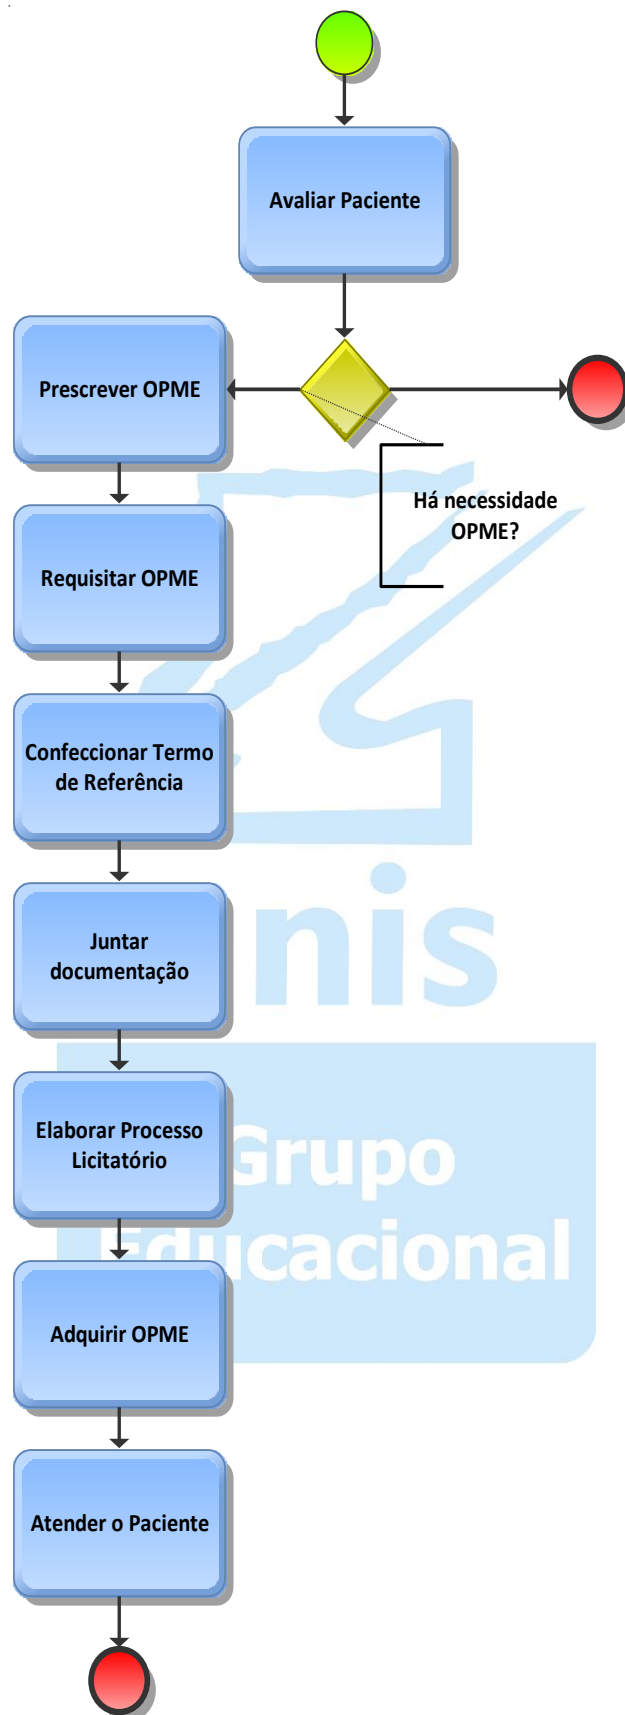 Avaliar Paciente
Prescrever OPME
Há necessidade
OPME?
Requisitar OPME
Confeccionar Termo
de Referência
Juntar
documentação
nis
Elaborar Processo
Licitatório
Grupo
Educacional
Adquirir OPME
Atender o Paciente